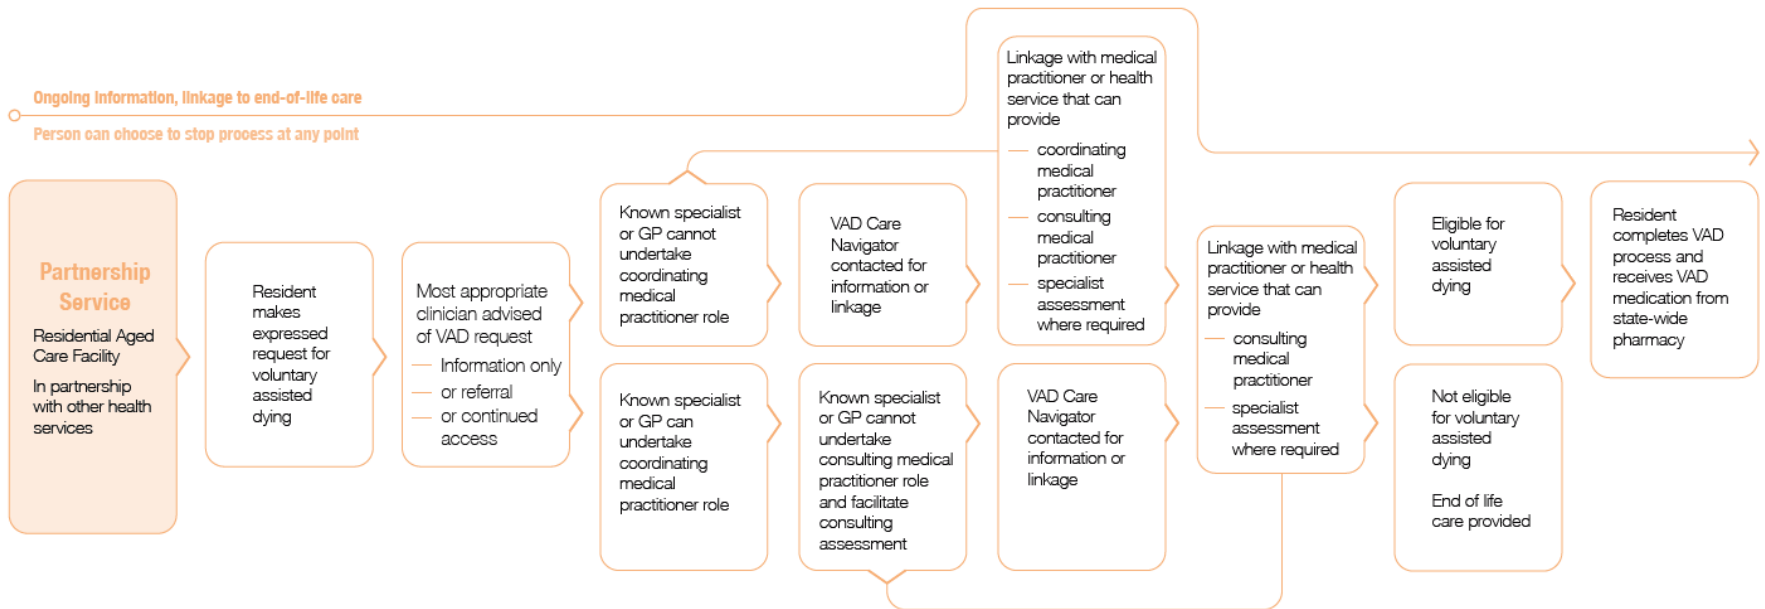 Ongoing information, linkage to end-of-life care
Person can choose to stop process at any point
Partnership
Service
Residential Aged
Care Facility
In partnership
with other health
services
Resident
makes
expressed
request for
voluntary
assisted
dying
Most appropriate
clinician advised
of VAD request
— Information only
— or referral
— or continued
access
Known specialist
or GP cannot
undertake
coordinating
medical
practitioner role
Known specialist
or GP can
undertake
coordinating
medical
practitioner role
VAD Care
Navigator
contacted for
information or
linkage
Known specialist
or GP cannot
undertake
consulting medical
practitioner role
and facilitate
consulting
assessment
Linkage with medical
practitioner or health
service that can
provide
— coordinating
medical
practitioner
— consulting
medical
practitioner
— specialist
assessment
where required
VAD Care
Navigator
contacted for
information or
linkage
Linkage with medical
practitioner or health
service that can
provide
— consulting
medical
practitioner
— specialist
assessment
where required
Eligible for
voluntary
assisted
dying
Not eligible
for voluntary
assisted
dying
End of life
care provided
Resident
completes VAD
process and
receives VAD
medication from
state-wide
pharmacy